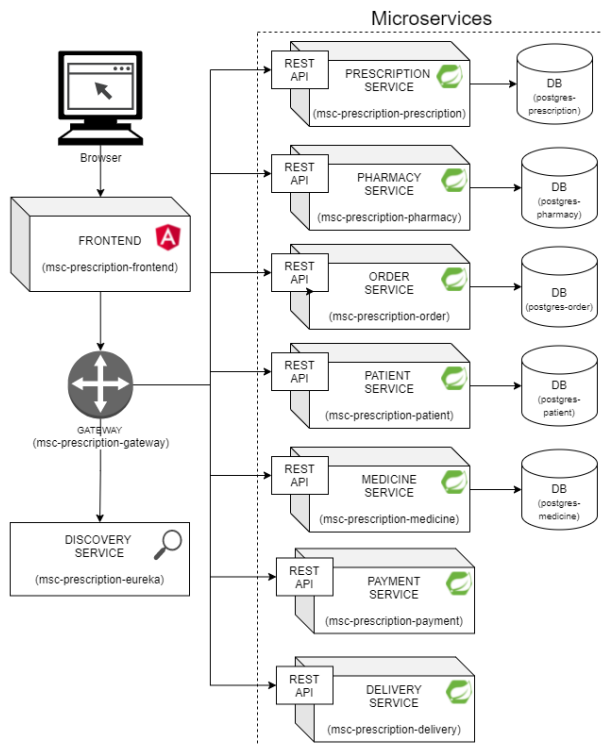 Microservices
Browser
FRONTEND
(msc-prescription-frontend)
GATEWAY
(msc-prescription-gateway)
DISCOVERY
SERVICE
(msc-prescription-eureka)
REST
API
PRESCRIPTION
SERVICE
(msc-prescription-prescription)
DB
(postgres-
prescription)
REST
API
PHARMACY
SERVICE
(msc-prescription-pharmacy)
DB
(postgres-
pharmacy)
REST
API
ORDER
SERVICE
(msc-prescription-order)
DB
(postgres-order)
REST
API
PATIENT
SERVICE
(msc-prescription-patient)
DB
(postgres-
patient)
REST
API
MEDICINE
SERVICE
(msc-prescription-medicine)
DB
(postgres-
medicine)
REST
API
PAYMENT
SERVICE
(msc-prescription-payment)
REST
API
DELIVERY
SERVICE
(msc-prescription-delivery)